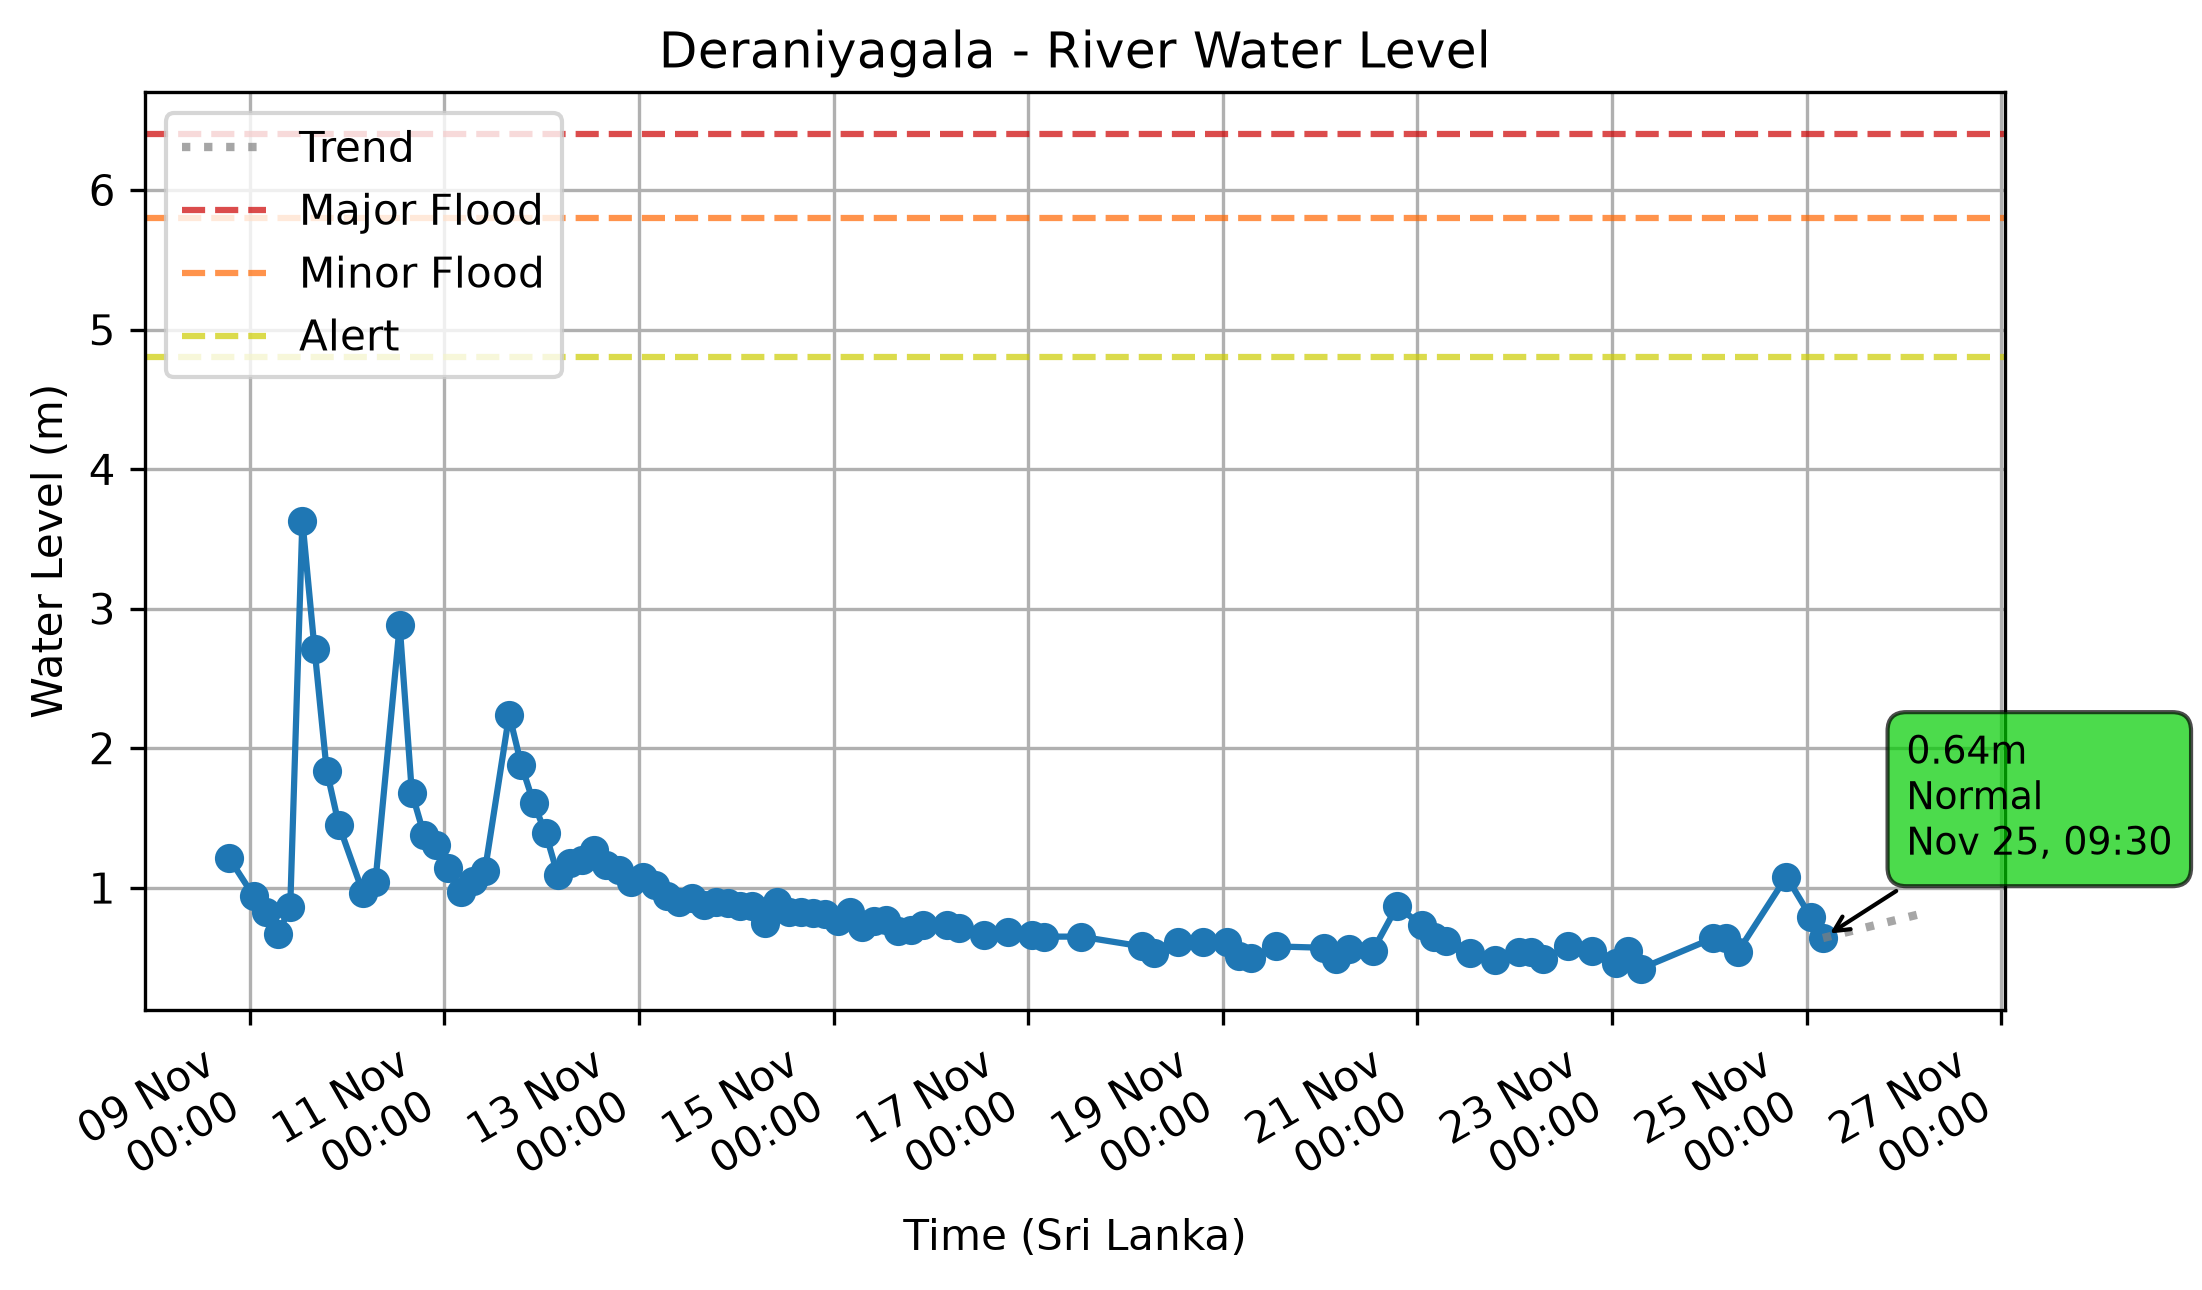 Deraniyagala - River Water Level
Trend
Major Flood
Minor Flood
Alert
Water Level (m)
6
5
4
3
2
1
0.64m
Normal
Nov 25, 09:30
09 Nov
00:00
11 Nov
00:00
13 Nov
00:00
15 Nov
00:00
17 Nov
00:00
19 Nov
00:00
21 Nov
00:00
23 Nov
00:00
25 Nov
00:00
27 Nov
00:00
Time (Sri Lanka)